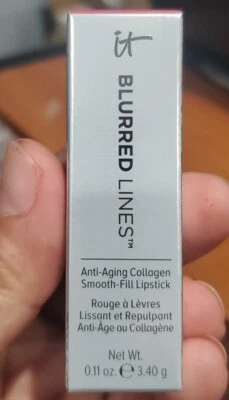 it
BLURRED LINES™
Anti-Aging Collagen
Smooth-Fill Lipstick
Rouge à Lèvres
Lissant et Repulpant
Anti-Âge au Collagène
Net Wt.
0.11 oz. ℮ 3.40 g